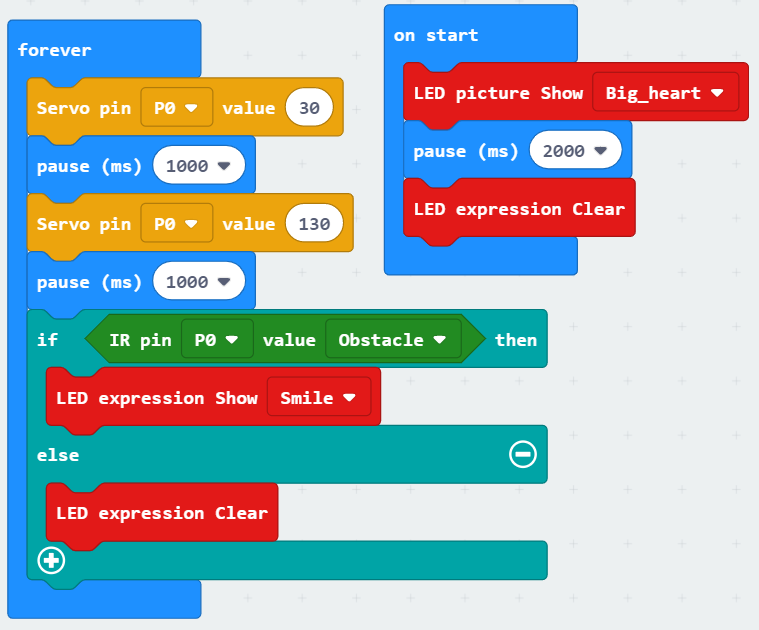 forever
Servo pin P0 value 30
pause (ms) 1000
Servo pin P0 value 130
pause (ms) 1000
if IR pin P0 value Obstacle then
LED expression Show Smile
else
LED expression Clear
on start
LED picture Show Big_heart
pause (ms) 2000
LED expression Clear